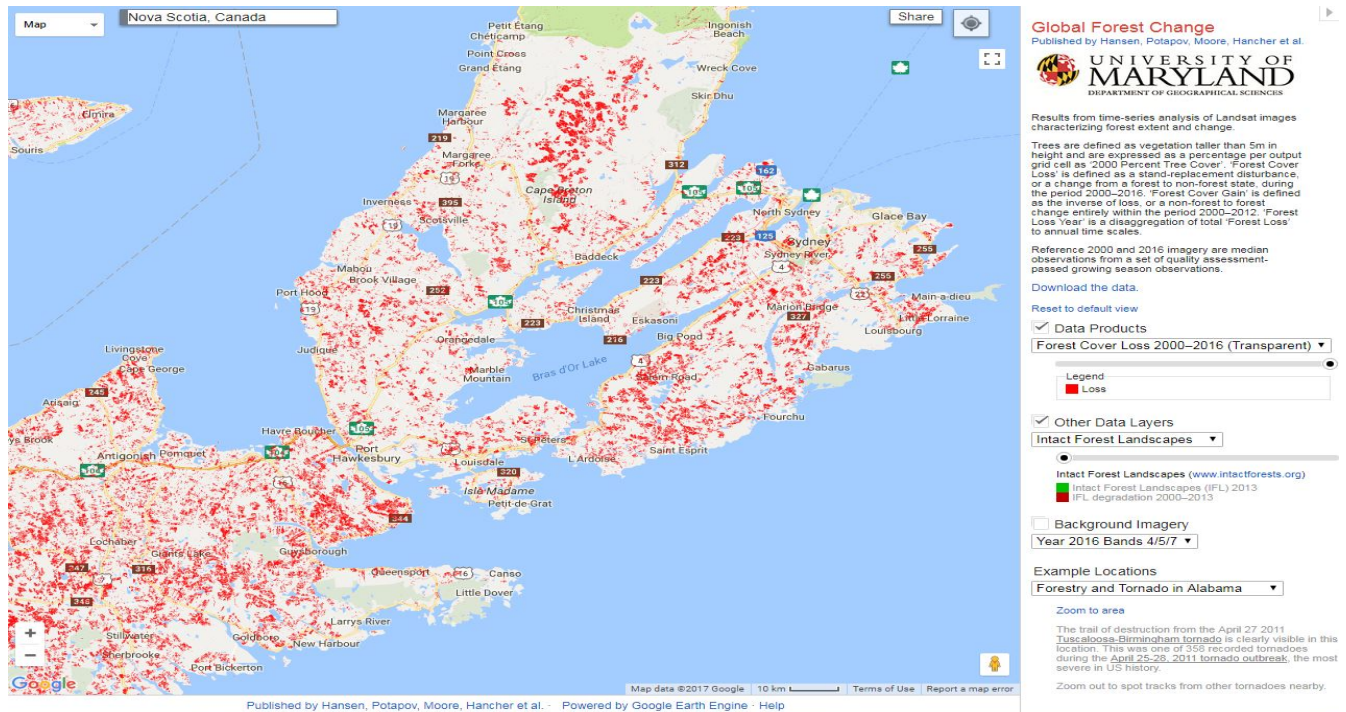 Map
Nova Scotia, Canada
Share
Petit Étang
Chéticamp
Ingonish
Beach
Point Cross
Grand Étang
Wreck Cove
Skir Dhu
Elmira
Souris
Margaree
Harbour
219
Margaree
Forks
19
312
162
105
105
Cape Breton
Island
Inverness
395
Scotsville
19
North Sydney
Glace Bay
223
125
Sydney
Sydney River
255
4
Baddeck
Mabou
Brook Village
223
255
Port Hood
252
105
Marion Bridge
22
Main-a-dieu
19
Christmas
Island
Eskasoni
327
Little Lorraine
223
Louisbourg
Orangedale
216
Big Pond
Livingstone
Cove
Cape George
Judique
Bras d'Or Lake
4
Salem Road
Gabarus
Marble
Mountain
245
Arisaig
Fourchu
Havre Boucher
105
St Peters
Saint Esprit
ys Brook
Antigonish
Pomquet
104
Port
Hawkesbury
Louisdale
L'Ardoise
104
320
16
Isle Madame
Petit-de-Grat
344
Lochaber
Giants Lake
Guysborough
347
316
7
Queensport
16
Canso
Little Dover
348
Larrys River
Stillwater
Goldboro
New Harbour
Sherbrooke
Port Bickerton
+
−
Google
Map data ©2017 Google
10 km
Terms of Use
Report a map error
Published by Hansen, Potapov, Moore, Hancher et al. · Powered by Google Earth Engine · Help
Global Forest Change
Published by Hansen, Potapov, Moore, Hancher et al.
UNIVERSITY OF
MARYLAND
DEPARTMENT OF GEOGRAPHICAL SCIENCES
Results from time-series analysis of Landsat images
characterizing forest extent and change.
Trees are defined as vegetation taller than 5m in
height and are expressed as a percentage per output
grid cell as '2000 Percent Tree Cover'. 'Forest Cover
Loss' is defined as a stand-replacement disturbance,
or a change from a forest to non-forest state, during
the period 2000–2016. 'Forest Cover Gain' is defined
as the inverse of loss, or a non-forest to forest
change entirely within the period 2000–2012. 'Forest
Loss Year' is a disaggregation of total 'Forest Loss'
to annual time scales.
Reference 2000 and 2016 imagery are median
observations from a set of quality assessment-
passed growing season observations.
Download the data.
Reset to default view
Data Products
Forest Cover Loss 2000–2016 (Transparent)
Legend
Loss
Other Data Layers
Intact Forest Landscapes
Intact Forest Landscapes (www.intactforests.org)
Intact Forest Landscapes (IFL) 2013
IFL degradation 2000–2013
Background Imagery
Year 2016 Bands 4/5/7
Example Locations
Forestry and Tornado in Alabama
Zoom to area
The trail of destruction from the April 27 2011
Tuscaloosa-Birmingham tornado is clearly visible in this
location. This was one of 358 recorded tornadoes
during the April 25-28, 2011 tornado outbreak, the most
severe in US history.
Zoom out to spot tracks from other tornadoes nearby.